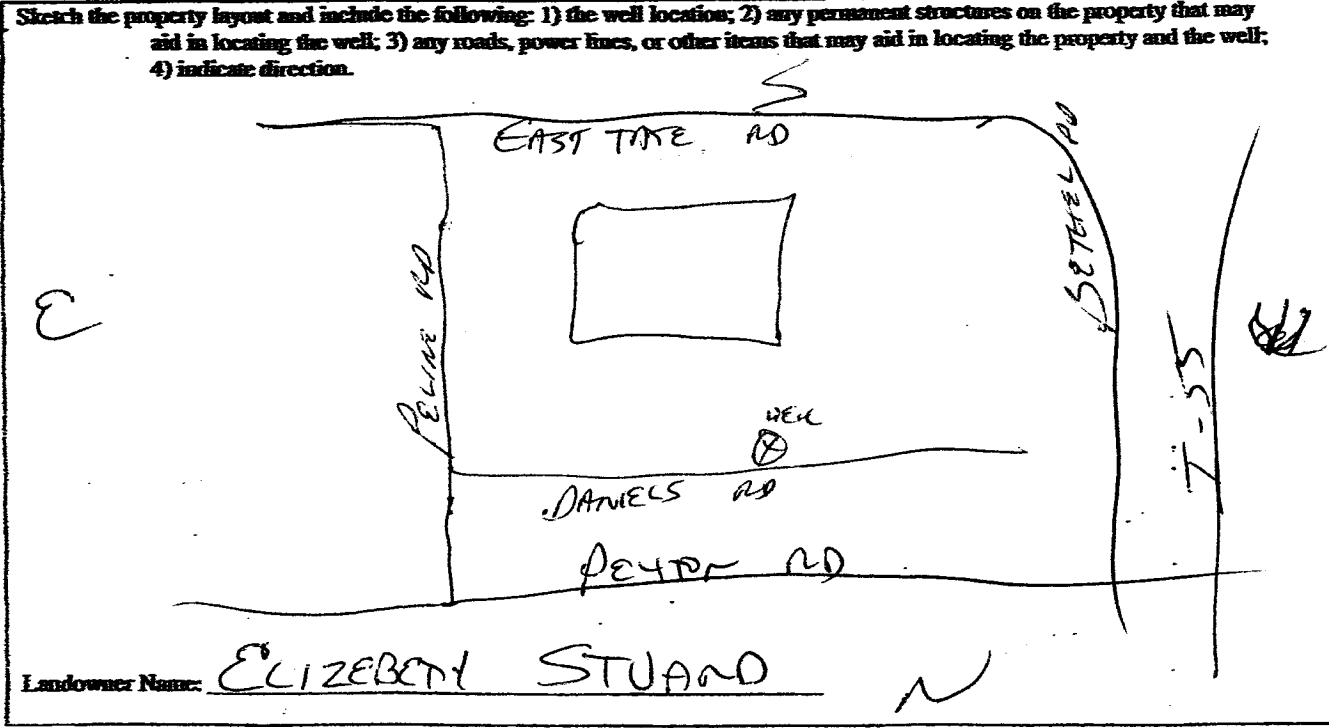 Sketch the property layout and include the following: 1) the well location; 2) any permanent structures on the property that may
aid in locating the well; 3) any roads, power lines, or other items that may aid in locating the property and the well;
4) indicate direction.
S
EAST TATE RD
BETHEL RD
E
PELINE RD
I-55
WELL
DANIELS RD
PEYTON RD
Landowner Name: ELIZEBETH STUARD
N